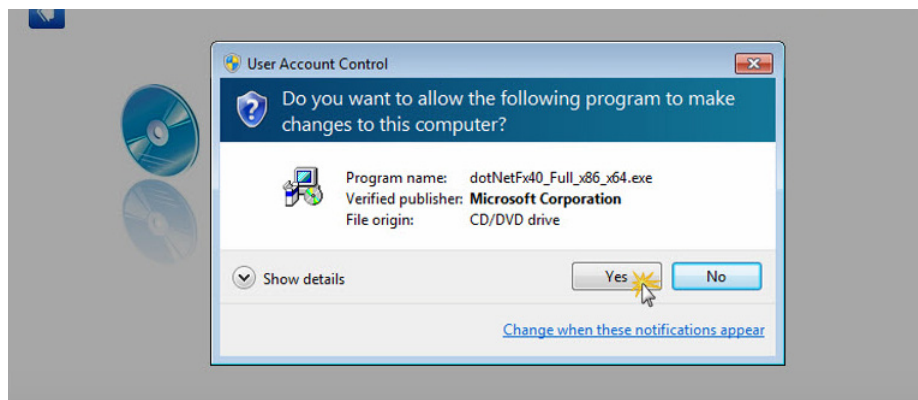 User Account Control
Do you want to allow the following program to make
changes to this computer?
Program name: dotNetFx40_Full_x86_x64.exe
Verified publisher: Microsoft Corporation
File origin: CD/DVD drive
Show details
Yes
No
Change when these notifications appear